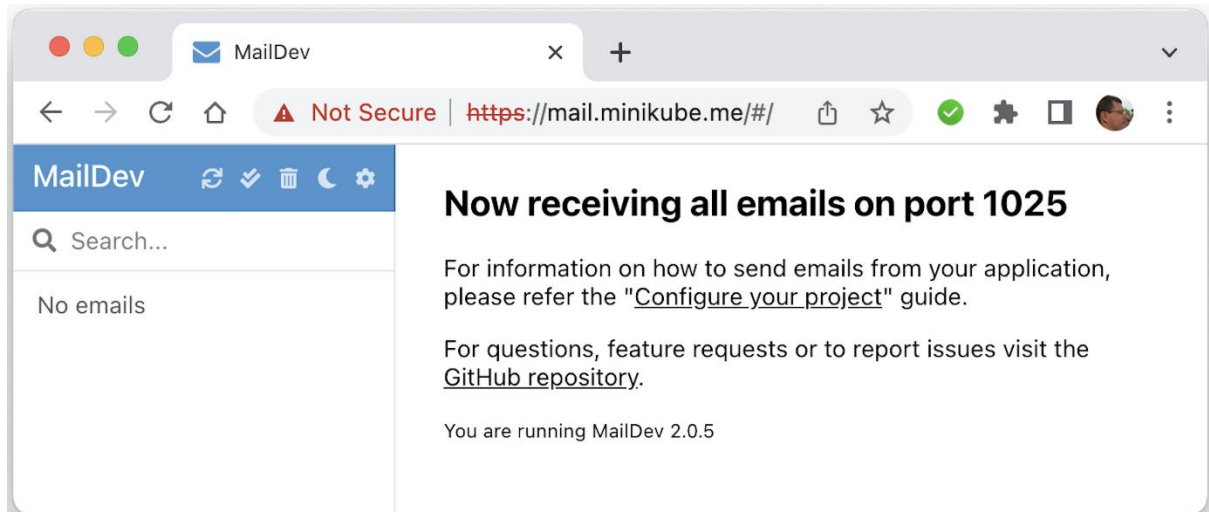 MailDev
Not Secure | https://mail.minikube.me/#/
MailDev
Search...
No emails
Now receiving all emails on port 1025
For information on how to send emails from your application,
please refer the "Configure your project" guide.
For questions, feature requests or to report issues visit the
GitHub repository.
You are running MailDev 2.0.5